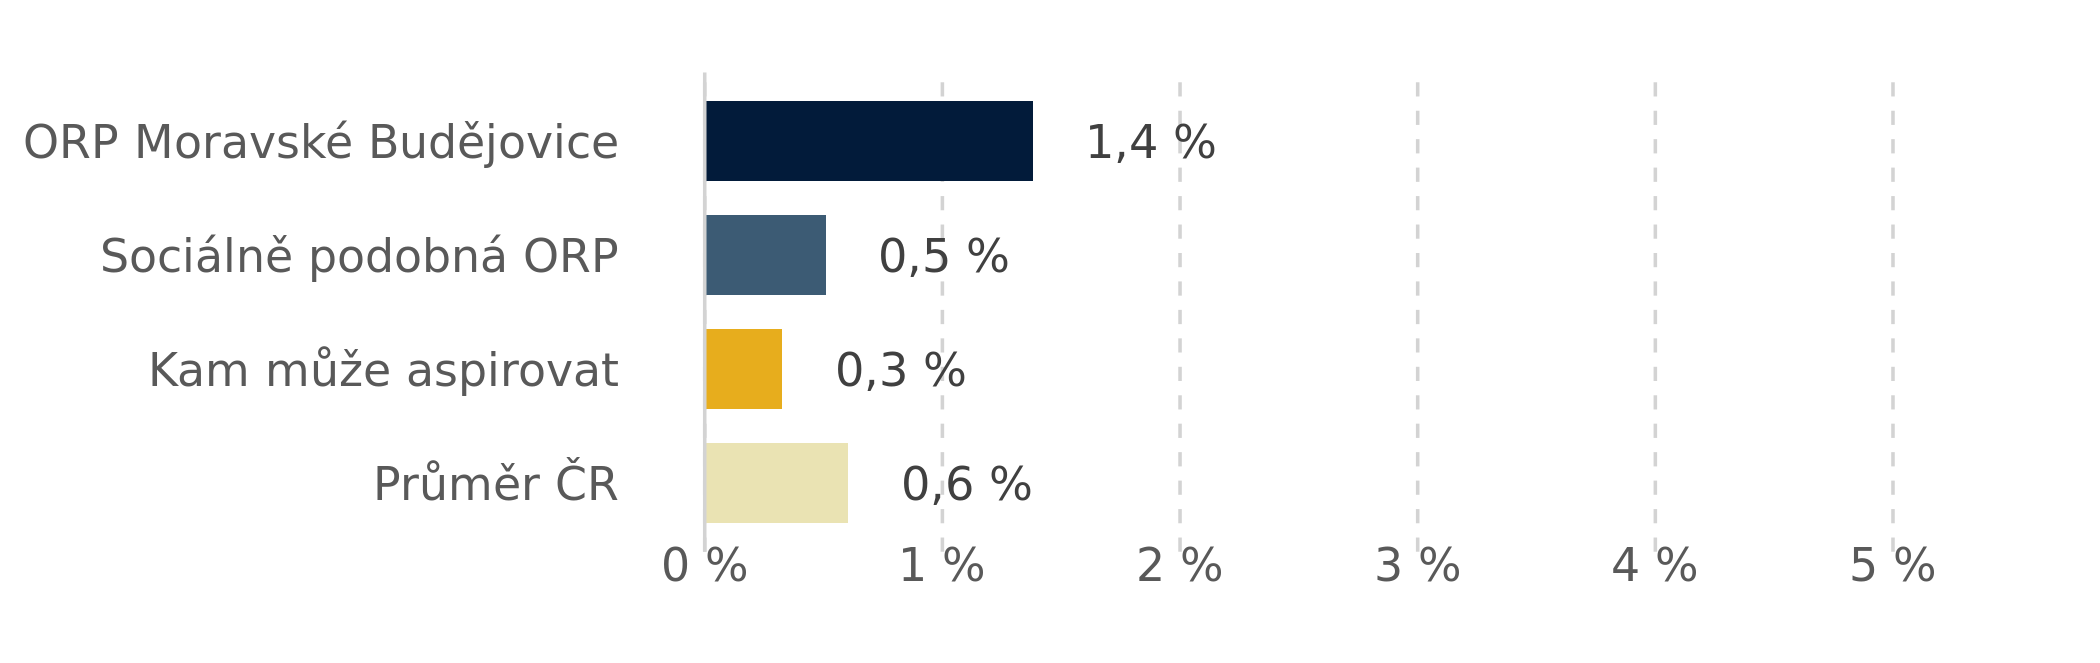 ORP Moravské Budějovice 1,4 %
Sociálně podobná ORP 0,5 %
Kam může aspirovat 0,3 %
Průměr ČR 0,6 %
0 % 1 % 2 % 3 % 4 % 5 %